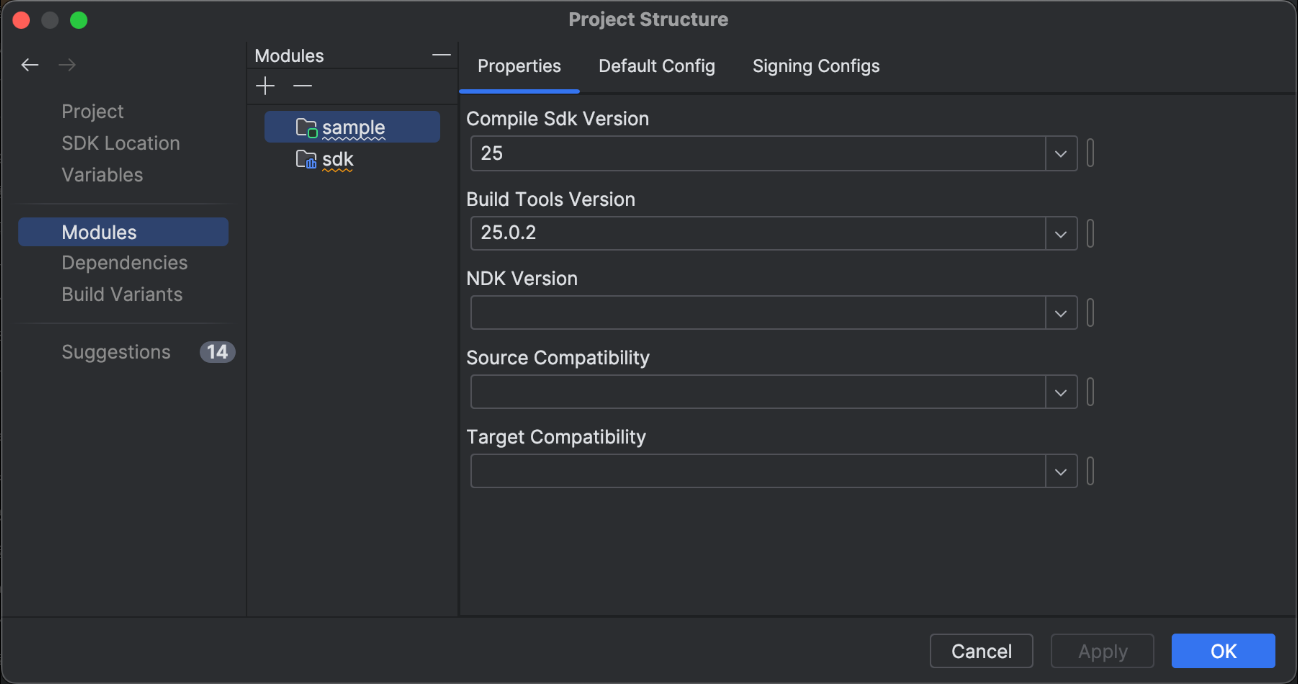 Project Structure
Project
SDK Location
Variables
Modules
Dependencies
Build Variants
Suggestions 14
Modules
sample
sdk
Properties Default Config Signing Configs
Compile Sdk Version
25
Build Tools Version
25.0.2
NDK Version
Source Compatibility
Target Compatibility
Cancel Apply OK